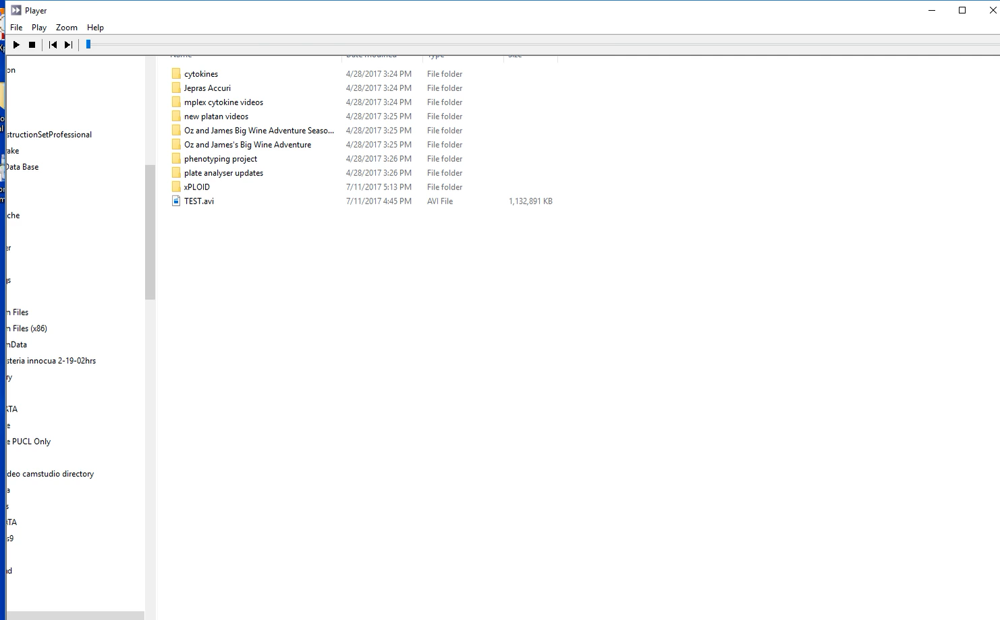 Player
File Play Zoom Help
Name Date modified Type Size
on
cytokines 4/28/2017 3:24 PM File folder
Jepras Accuri 4/28/2017 3:24 PM File folder
mplex cytokine videos 4/28/2017 3:24 PM File folder
new platan videos 4/28/2017 3:25 PM File folder
Oz and James Big Wine Adventure Seaso... 4/28/2017 3:25 PM File folder
Oz and James's Big Wine Adventure 4/28/2017 3:25 PM File folder
phenotyping project 4/28/2017 3:26 PM File folder
plate analyser updates 4/28/2017 3:26 PM File folder
xPLOID 7/11/2017 5:13 PM File folder
TEST.avi 7/11/2017 4:45 PM AVI File 1,132,891 KB
structionSetProfessional
rake
Data Base
che
er
gs
n Files
n Files (x86)
mData
steria innocua 2-19-02hrs
ry
ATA
e
e PUCL Only
ideo camstudio directory
a
s
ATA
s9
nd